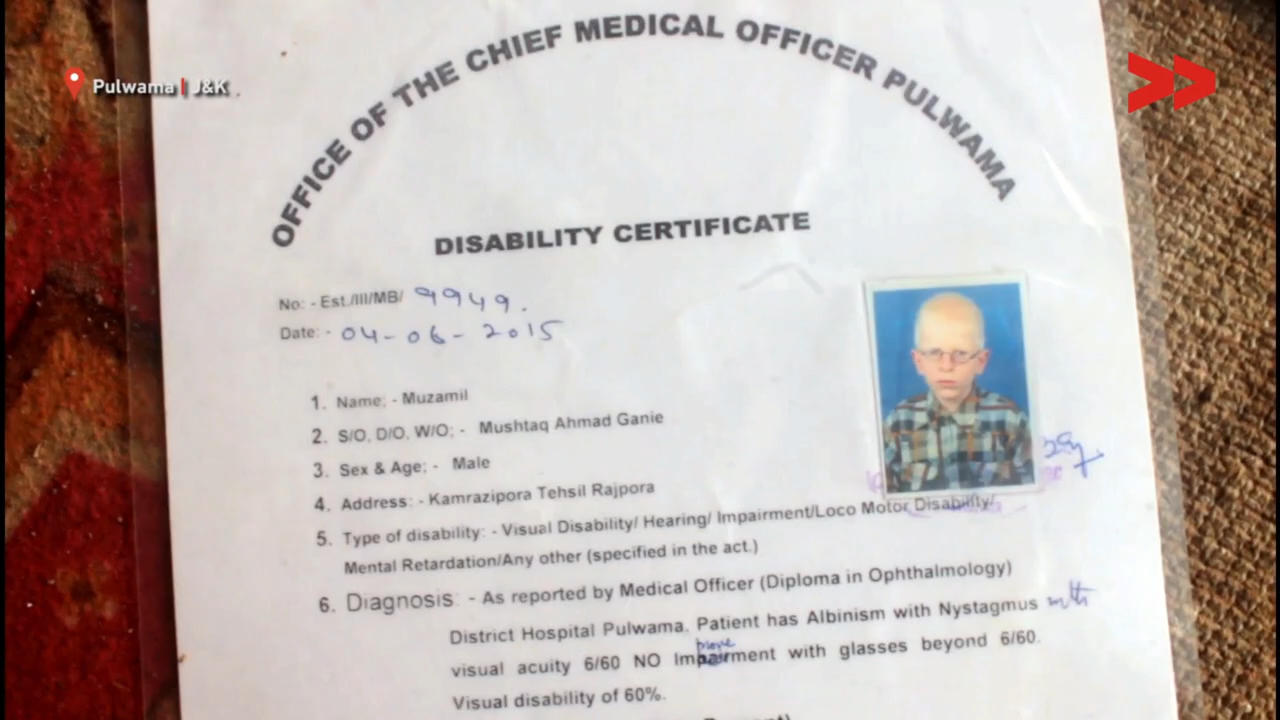 Pulwama | J&K
OFFICE OF THE CHIEF MEDICAL OFFICER PULWAMA
DISABILITY CERTIFICATE
No: - Est./III/MB/ 9949.
Date: - 04-06-2015
1. Name; - Muzamil
2. S/O, D/O, W/O; - Mushtaq Ahmad Ganie
3. Sex & Age; - Male
4. Address: - Kamrazipora Tehsil Rajpora
5. Type of disability: - Visual Disability/ Hearing/ Impairment/Loco Motor Disability/
Mental Retardation/Any other (specified in the act.)
6. Diagnosis: - As reported by Medical Officer (Diploma in Ophthalmology)
District Hospital Pulwama, Patient has Albinism with Nystagmus with
prove
visual acuity 6/60 NO Impairment with glasses beyond 6/60.
Visual disability of 60%.